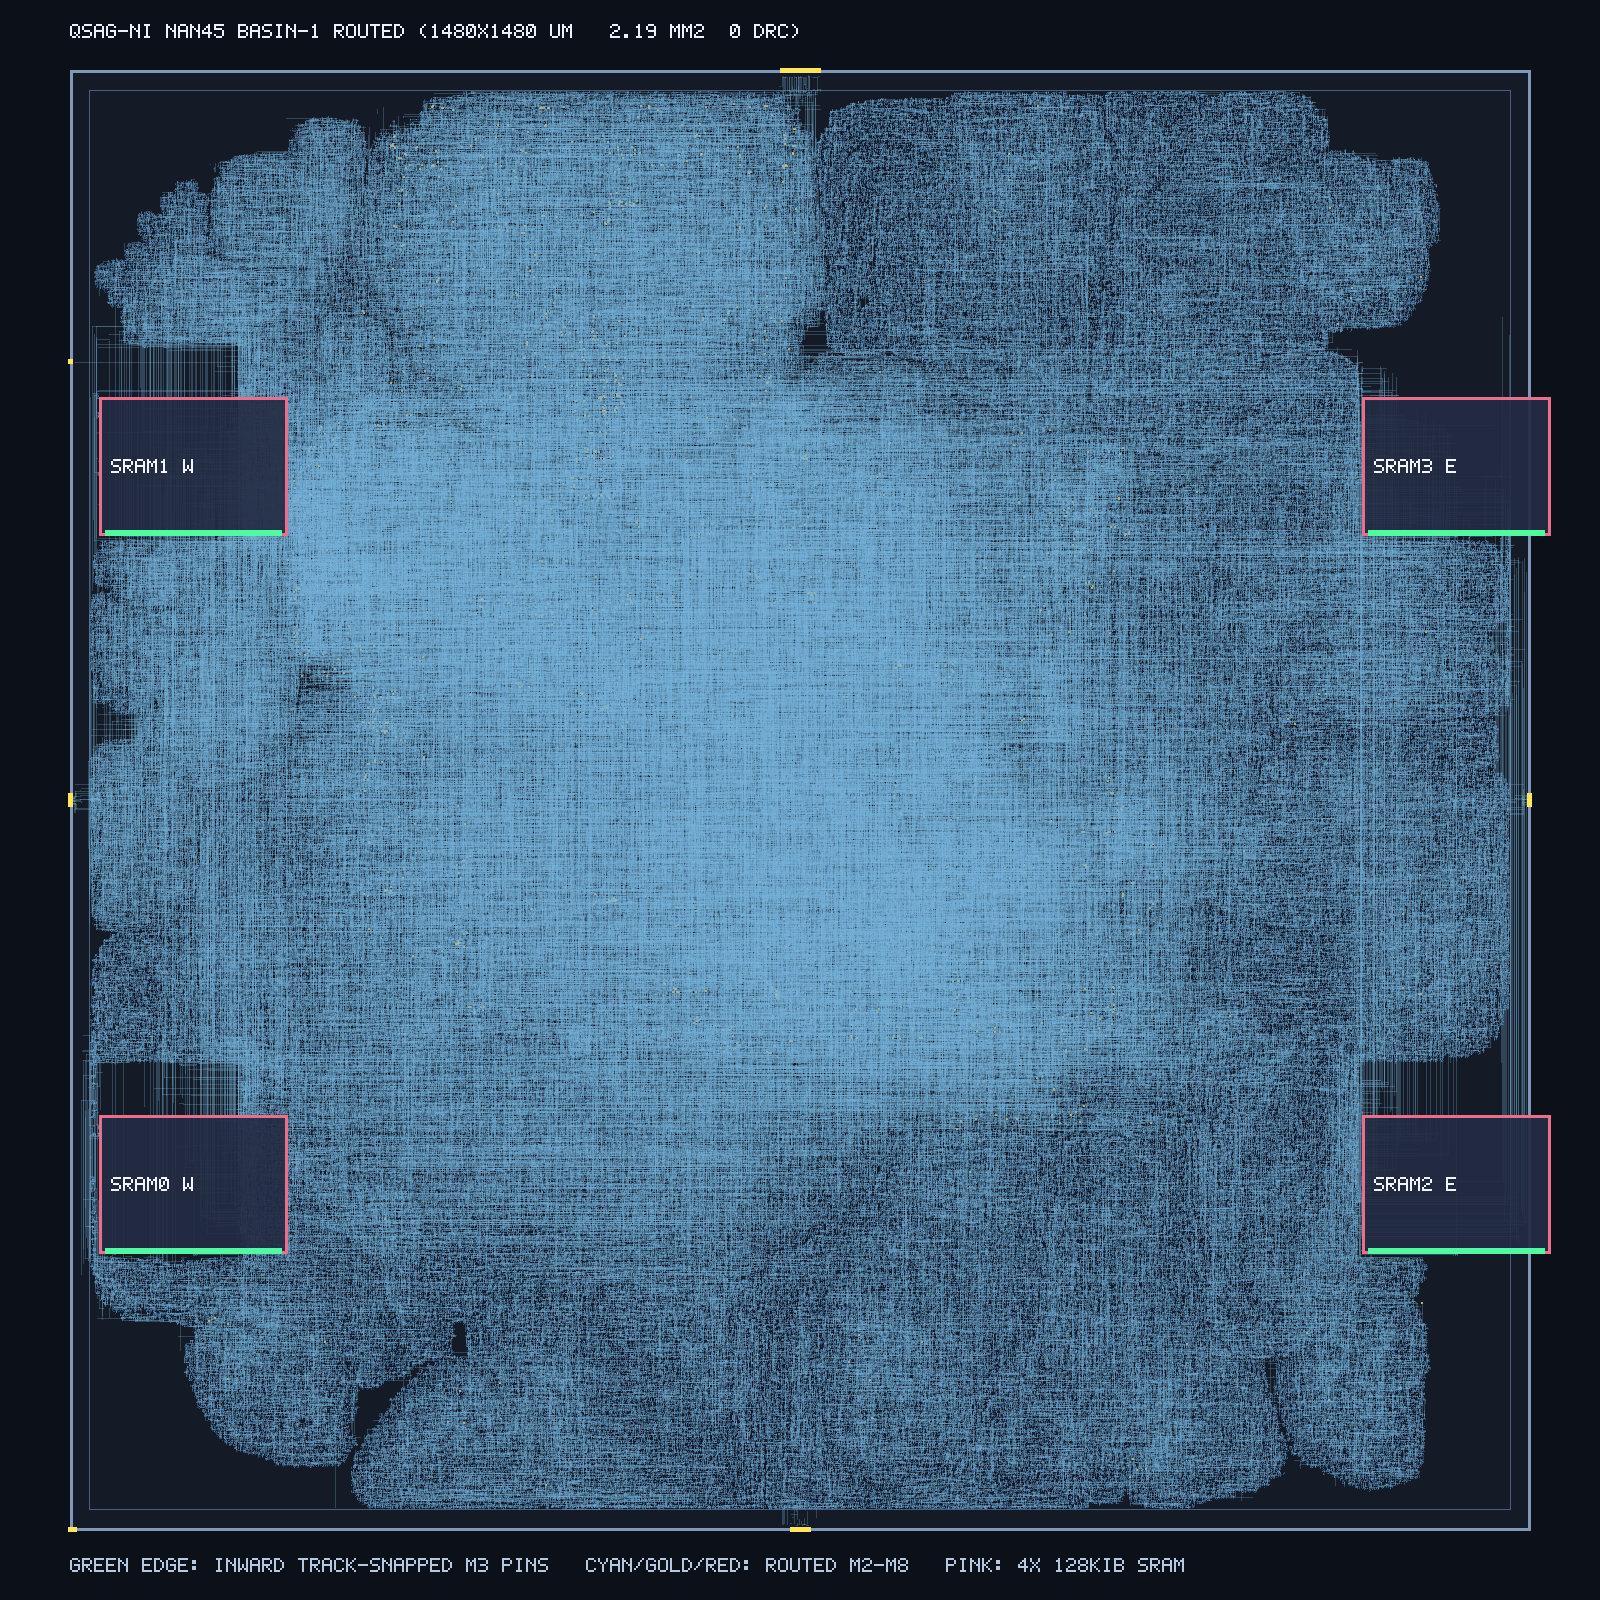 QSAG-NI NAN45 BASIN-1 ROUTED (1480X1480 UM   2.19 MM2  0 DRC)
SRAM1 W
SRAM3 E
SRAM0 W
SRAM2 E
GREEN EDGE: INWARD TRACK-SNAPPED M3 PINS   CYAN/GOLD/RED: ROUTED M2-M8   PINK: 4X 128KIB SRAM